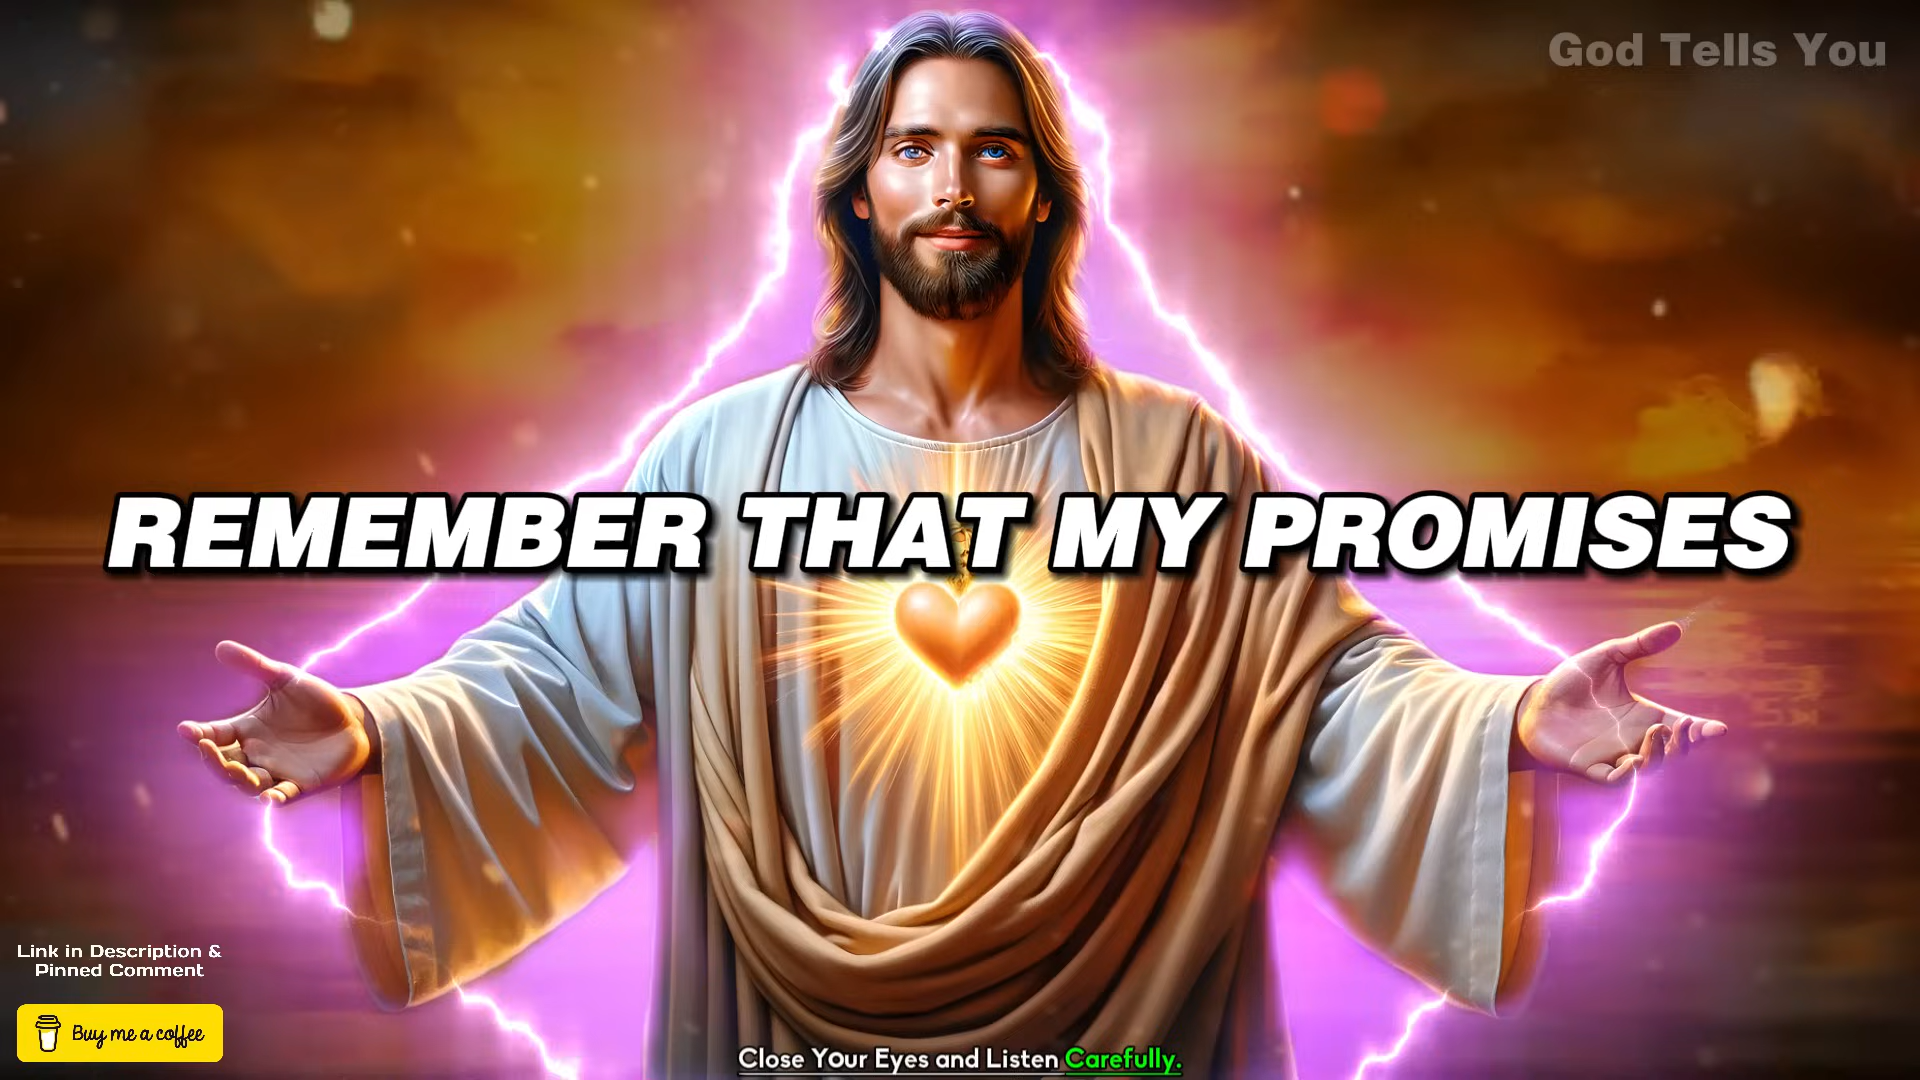 God Tells You
REMEMBER THAT MY PROMISES
Link in Description &
Pinned Comment
Buy me a coffee
Close Your Eyes and Listen Carefully.